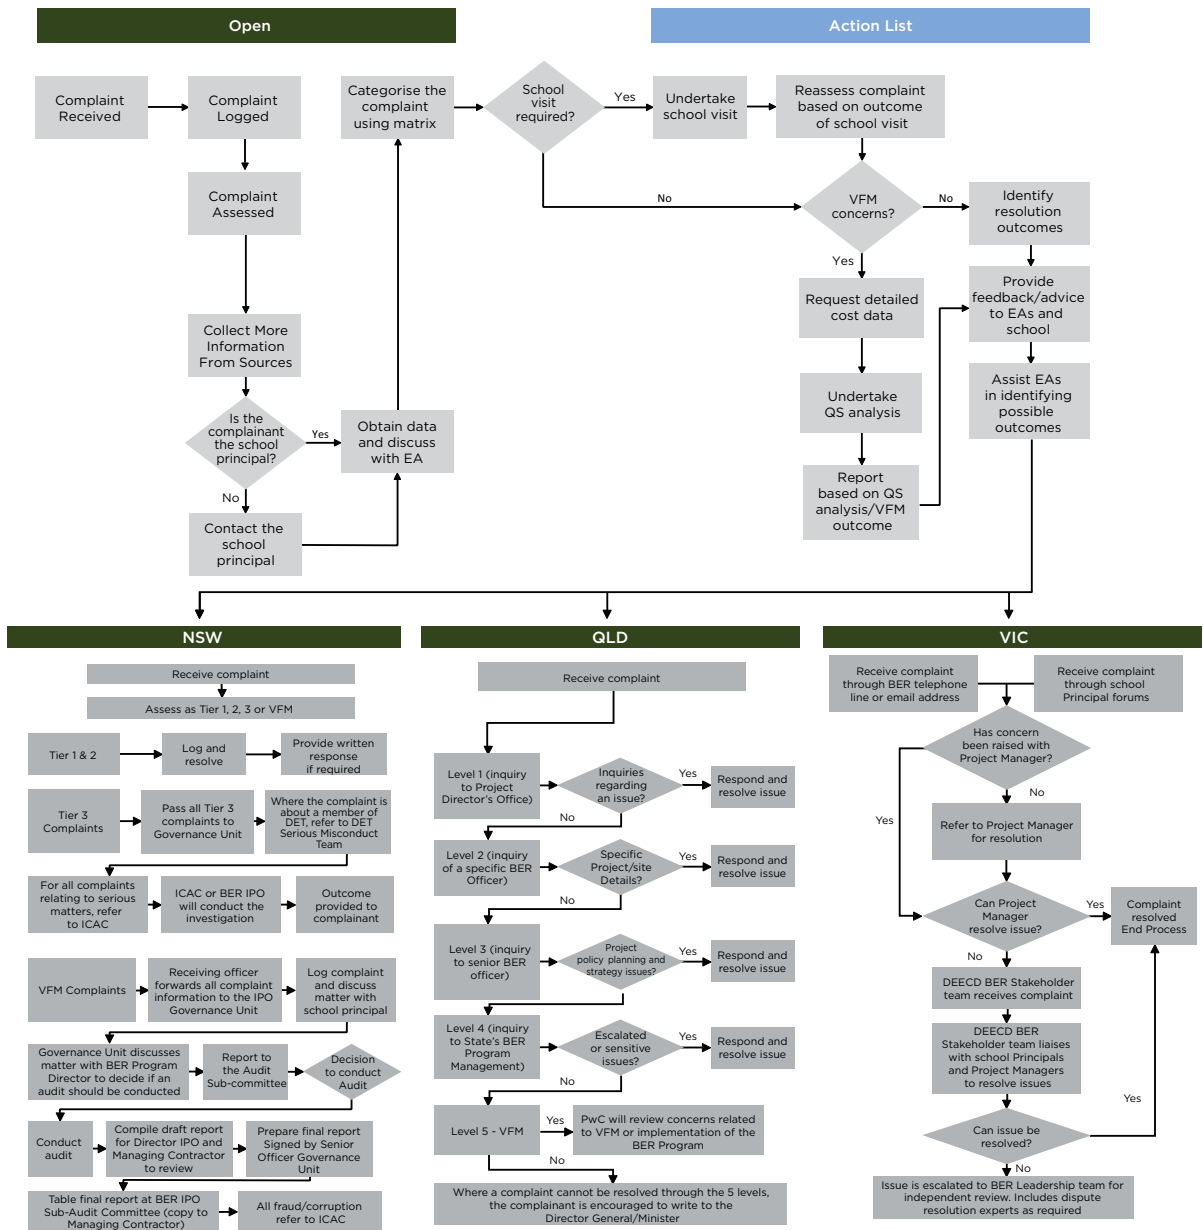 Open
Action List
Complaint
Received
Complaint
Logged
Categorise the
complaint
using matrix
School
visit
required?
Yes
Undertake
school visit
Reassess complaint
based on outcome
of school visit
Complaint
Assessed
No
VFM
concerns?
No
Identify
resolution
outcomes
Yes
Request detailed
cost data
Provide
feedback/advice
to EAs and
school
Collect More
Information
From Sources
Undertake
QS analysis
Assist EAs
in identifying
possible
outcomes
Is the
complainant
the school
principal?
Yes
Obtain data
and discuss
with EA
No
Report
based on QS
analysis/VFM
outcome
Contact the
school
principal
NSW
Receive complaint
Assess as Tier 1, 2, 3 or VFM
Tier 1 & 2
Log and
resolve
Provide written
response
if required
Tier 3
Complaints
Pass all Tier 3
complaints to
Governance Unit
Where the complaint is
about a member of
DET, refer to DET
Serious Misconduct
Team
For all complaints
relating to serious
matters, refer
to ICAC
ICAC or BER IPO
will conduct the
investigation
Outcome
provided to
complainant
VFM Complaints
Receiving officer
forwards all complaint
information to the IPO
Governance Unit
Log complaint
and discuss
matter with
school principal
Governance Unit discusses
matter with BER Program
Director to decide if an
audit should be conducted
Report to
the Audit
Sub-committee
Decision
to conduct
Audit
Conduct
audit
Compile draft report
for Director IPO and
Managing Contractor
to review
Prepare final report
Signed by Senior
Officer Governance
Unit
Table final report at BER IPO
Sub-Audit Committee (copy to
Managing Contractor)
All fraud/corruption
refer to ICAC
QLD
Receive complaint
Level 1 (inquiry
to Project
Director's Office)
Inquiries
regarding
an issue?
Yes
Respond and
resolve issue
No
Level 2 (inquiry
of a specific BER
Officer)
Specific
Project/site
Details?
Yes
Respond and
resolve issue
No
Level 3 (inquiry
to senior BER
officer)
Project
policy planning and
strategy issues?
Yes
Respond and
resolve issue
No
Level 4 (inquiry
to State's BER
Program
Management)
Escalated
or sensitive
issues?
Yes
Respond and
resolve issue
No
Level 5 - VFM
Yes
PwC will review concerns related
to VFM or implementation of the
BER Program
No
Where a complaint cannot be resolved through the 5 levels,
the complainant is encouraged to write to the
Director General/Minister
VIC
Receive complaint
through BER telephone
line or email address
Receive complaint
through school
Principal forums
Has concern
been raised with
Project Manager?
No
Yes
Refer to Project Manager
for resolution
Can Project
Manager
resolve issue?
Yes
Complaint
resolved
End Process
No
DEECD BER Stakeholder
team receives complaint
DEECD BER
Stakeholder team liaises
with school Principals
and Project Managers
to resolve issues
Yes
Can issue be
resolved?
No
Issue is escalated to BER Leadership team for
independent review. Includes dispute
resolution experts as required